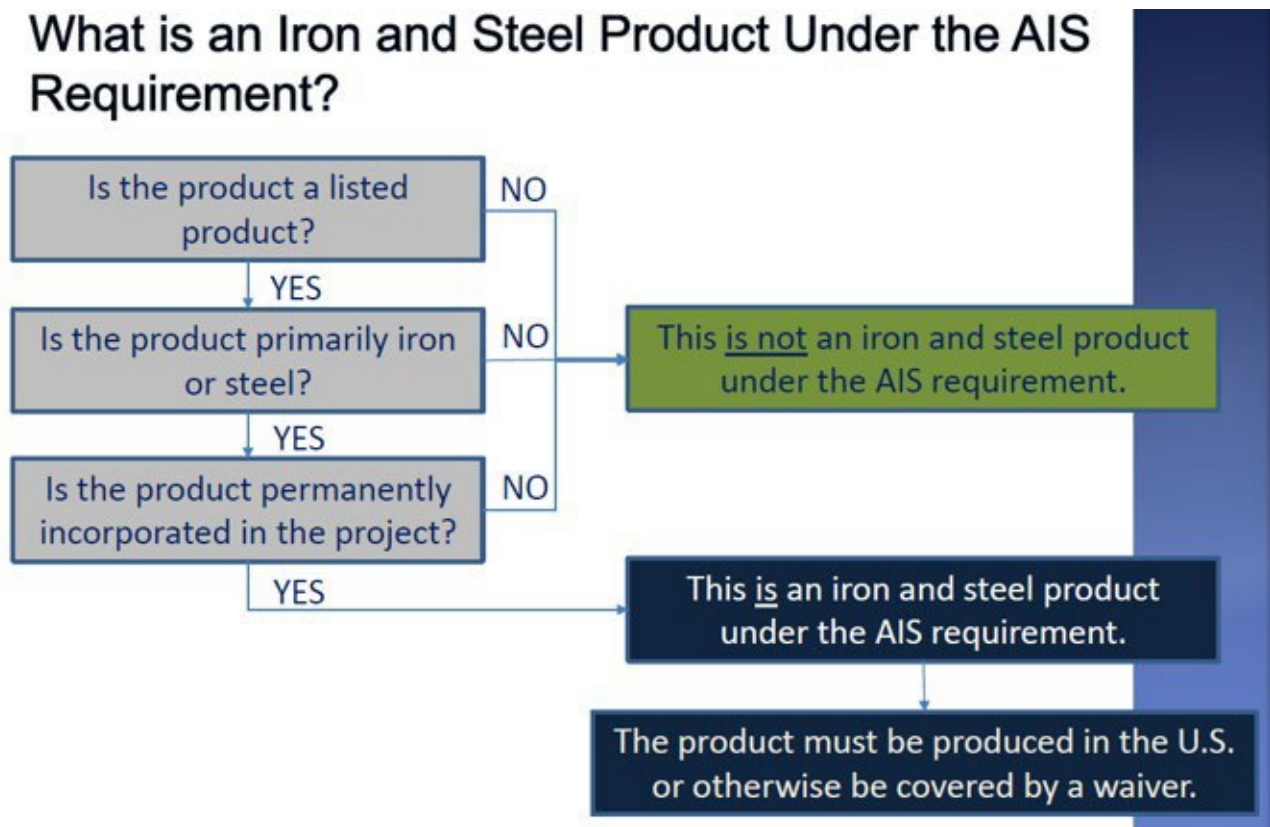 What is an Iron and Steel Product Under the AIS
Requirement?
Is the product a listed
product?
NO
YES
Is the product primarily iron
or steel?
NO
This is not an iron and steel product
under the AIS requirement.
YES
Is the product permanently
incorporated in the project?
NO
YES
This is an iron and steel product
under the AIS requirement.
The product must be produced in the U.S.
or otherwise be covered by a waiver.